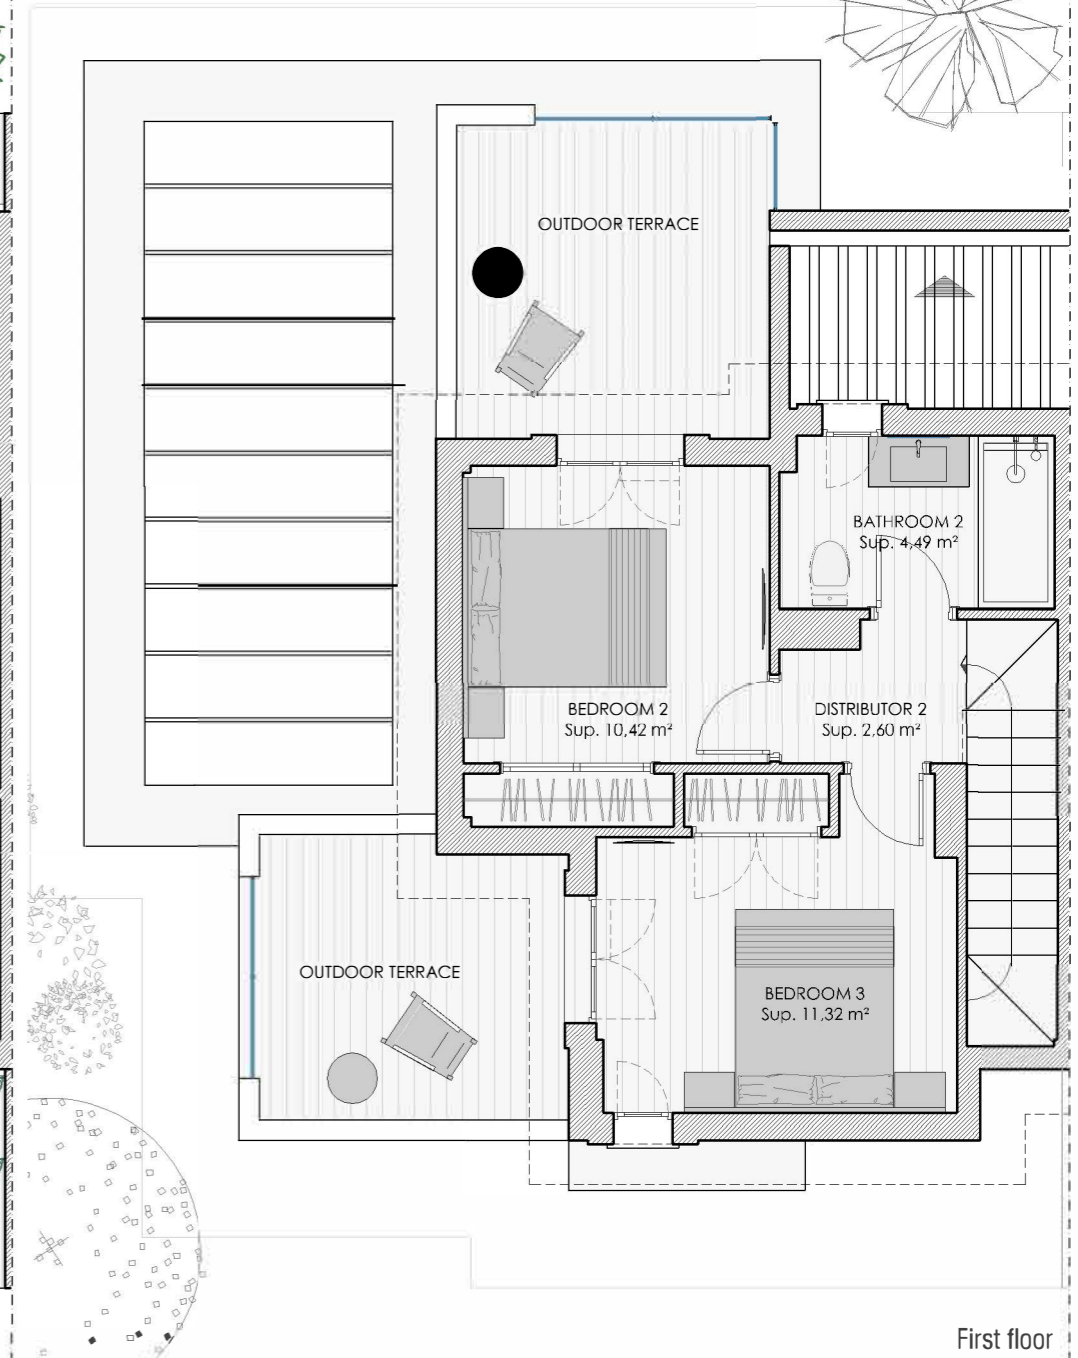 OUTDOOR TERRACE
BATHROOM 2
Sup. 4,49 m²
BEDROOM 2
Sup. 10,42 m²
DISTRIBUTOR 2
Sup. 2,60 m²
OUTDOOR TERRACE
BEDROOM 3
Sup. 11,32 m²
First floor